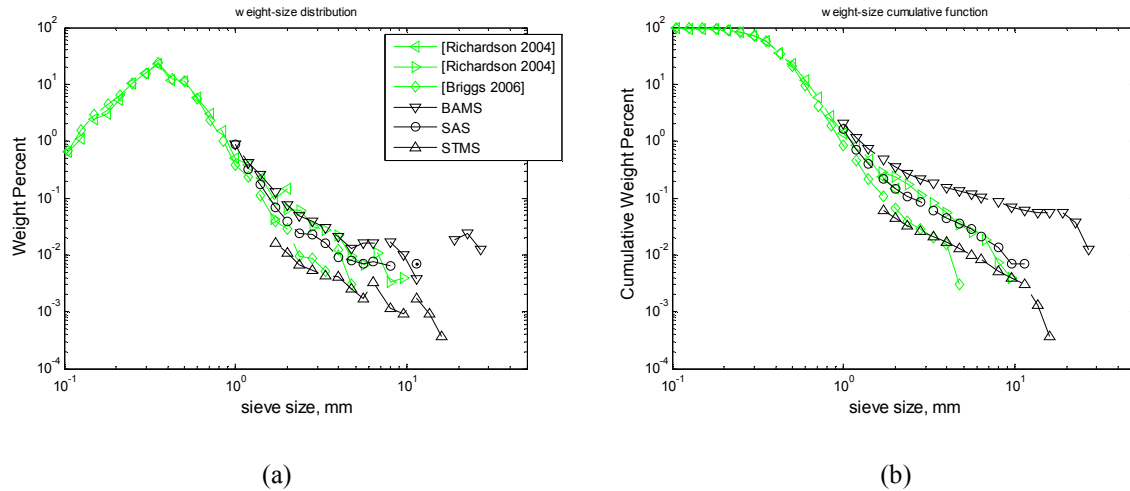 weight-size distribution
10^2
10^1
10^0
10^-1
10^-2
10^-3
10^-4
Weight Percent
[Richardson 2004]
[Richardson 2004]
[Briggs 2006]
BAMS
SAS
STMS
10^-1
10^0
10^1
sieve size, mm
(a)
weight-size cumulative function
10^2
10^1
10^0
10^-1
10^-2
10^-3
10^-4
Cumulative Weight Percent
10^-1
10^0
10^1
sieve size, mm
(b)